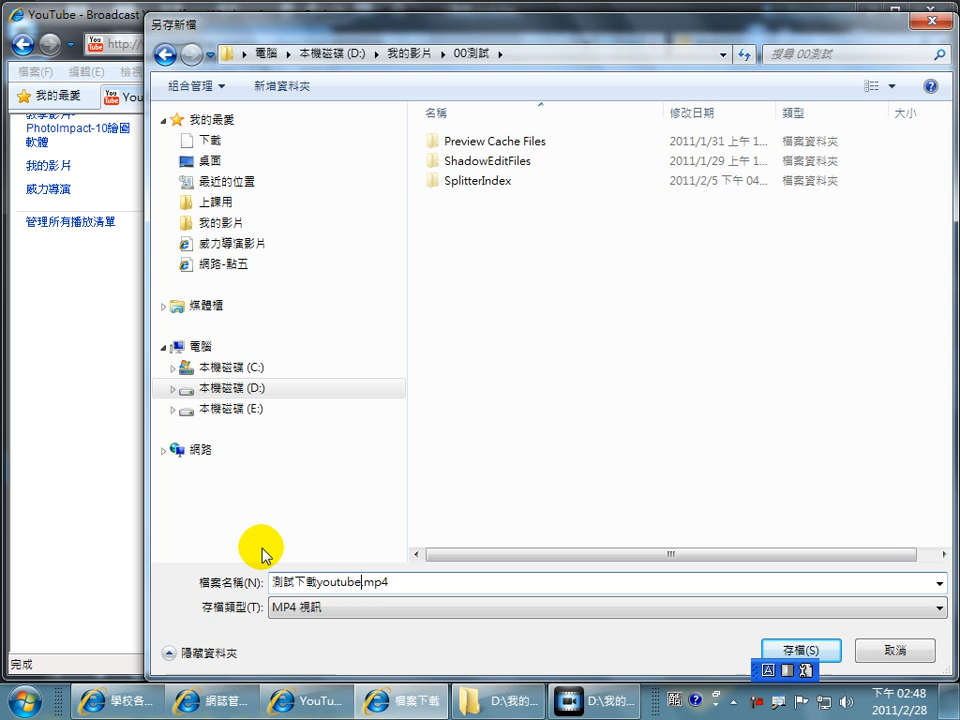 YouTube - Broadcast Y
另存新檔
http:/
電腦 本機磁碟 (D:) 我的影片 00測試
搜尋 00測試
檔案(F) 編輯(E) 檢視
組合管理 新增資料夾
我的最愛 You
教學影片-
PhotoImpact-10繪圖
軟體
我的影片
威力導演
管理所有播放清單
我的最愛
下載
桌面
最近的位置
上課用
我的影片
威力導演影片
網路-點五
媒體櫃
電腦
本機磁碟 (C:)
本機磁碟 (D:)
本機磁碟 (E:)
網路
名稱 修改日期 類型 大小
Preview Cache Files 2011/1/31 上午 1... 檔案資料夾
ShadowEditFiles 2011/1/29 上午 1... 檔案資料夾
SplitterIndex 2011/2/5 下午 04... 檔案資料夾
檔案名稱(N): 測試下載youtube.mp4
存檔類型(T): MP4 視訊
隱藏資料夾 存檔(S) 取消
完成
學校各... 網誌管... YouTu... 檔案下載 D:\我的... D:\我的...
下午 02:48
2011/2/28